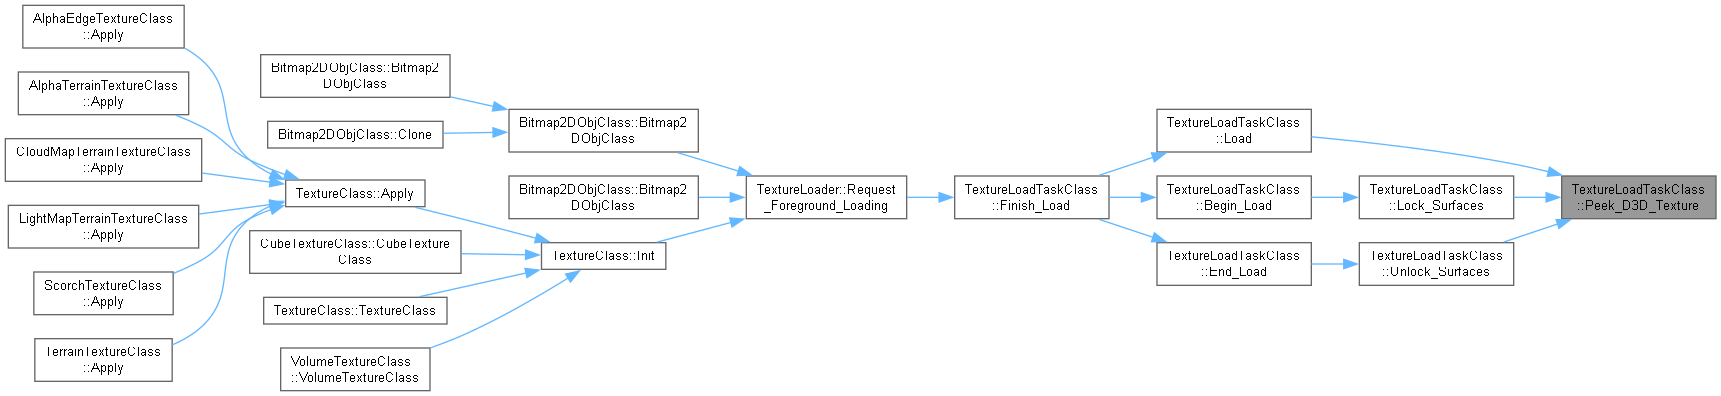 AlphaEdgeTextureClass
::Apply
AlphaTerrainTextureClass
::Apply
CloudMapTerrainTextureClass
::Apply
LightMapTerrainTextureClass
::Apply
ScorchTextureClass
::Apply
TerrainTextureClass
::Apply
Bitmap2DObjClass::Bitmap2
DObjClass
Bitmap2DObjClass::Clone
TextureClass::Apply
CubeTextureClass::CubeTexture
Class
TextureClass::TextureClass
VolumeTextureClass
::VolumeTextureClass
Bitmap2DObjClass::Bitmap2
DObjClass
Bitmap2DObjClass::Bitmap2
DObjClass
TextureClass::Init
TextureLoader::Request
_Foreground_Loading
TextureLoadTaskClass
::Finish_Load
TextureLoadTaskClass
::Load
TextureLoadTaskClass
::Begin_Load
TextureLoadTaskClass
::End_Load
TextureLoadTaskClass
::Lock_Surfaces
TextureLoadTaskClass
::Unlock_Surfaces
TextureLoadTaskClass
::Peek_D3D_Texture